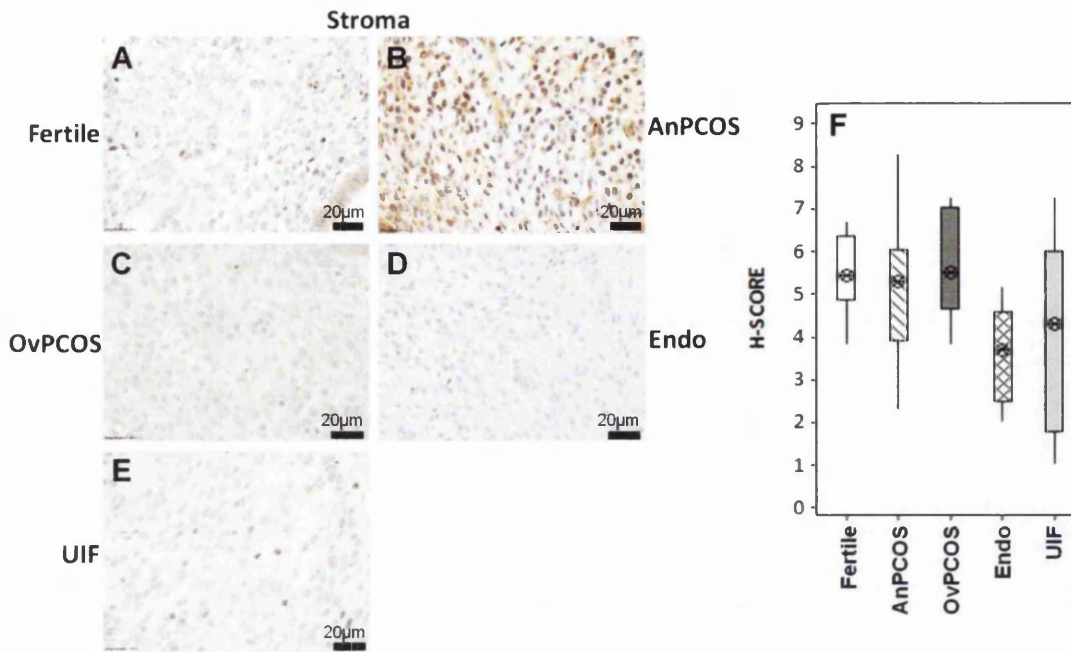 Stroma
A
B
Fertile
AnPCOS
20µm
20µm
C
D
OvPCOS
Endo
20µm
20µm
E
UIF
20µm
F
H-SCORE
9
8
7
6
5
4
3
2
1
0
Fertile
AnPCOS
OvPCOS
Endo
UIF